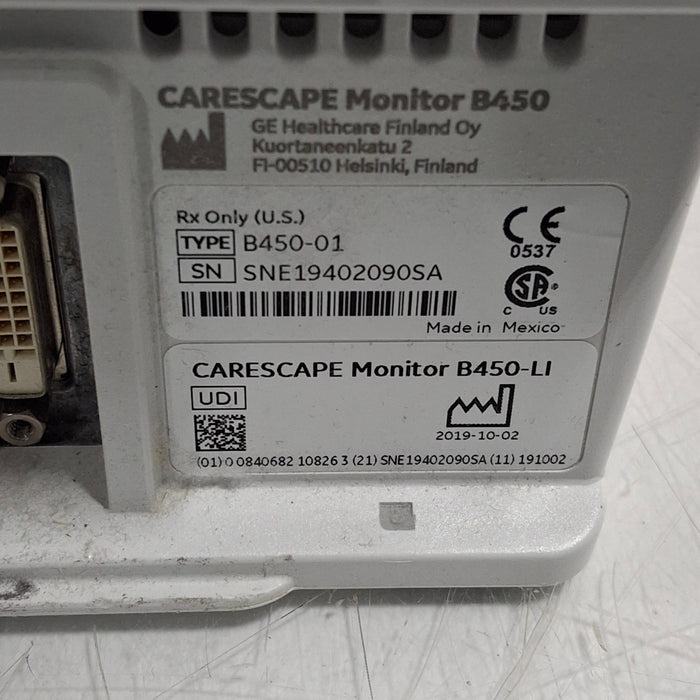 CARESCAPE Monitor B450
GE Healthcare Finland Oy
Kuortaneenkatu 2
FI-00510 Helsinki, Finland
Rx Only (U.S.)
TYPE B450-01
SN SNE19402090SA
CE
0537
SA
C US
Made in Mexico
CARESCAPE Monitor B450-LI
UDI
2019-10-02
(01) 0 0840682 10826 3 (21) SNE19402090SA (11) 191002